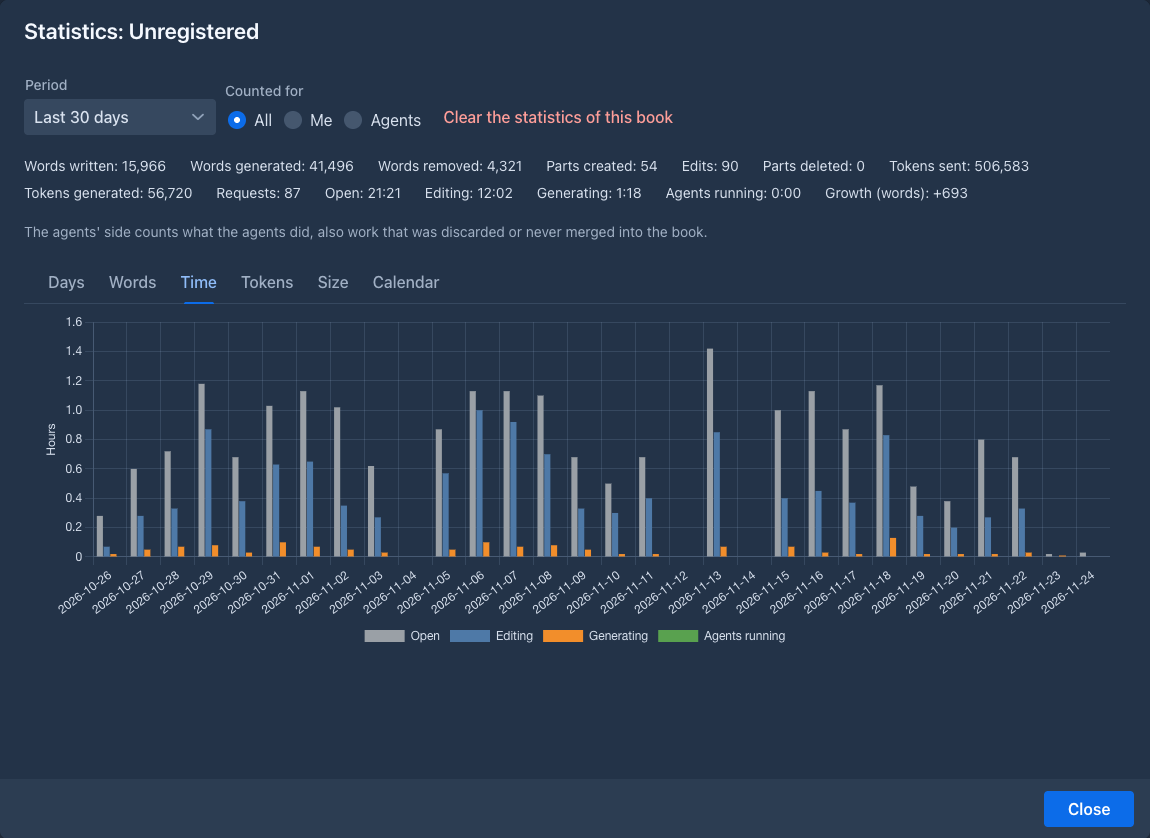 Statistics: Unregistered
Period
Counted for
Last 30 days
All Me Agents Clear the statistics of this book
Words written: 15,966 Words generated: 41,496 Words removed: 4,321 Parts created: 54 Edits: 90 Parts deleted: 0 Tokens sent: 506,583
Tokens generated: 56,720 Requests: 87 Open: 21:21 Editing: 12:02 Generating: 1:18 Agents running: 0:00 Growth (words): +693
The agents' side counts what the agents did, also work that was discarded or never merged into the book.
Days Words Time Tokens Size Calendar
1.6
1.4
1.2
1.0
0.8
0.6
0.4
0.2
0
Hours
2026-10-26 2026-10-27 2026-10-28 2026-10-29 2026-10-30 2026-10-31 2026-11-01 2026-11-02 2026-11-03 2026-11-04 2026-11-05 2026-11-06 2026-11-07 2026-11-08 2026-11-09 2026-11-10 2026-11-11 2026-11-12 2026-11-13 2026-11-14 2026-11-15 2026-11-16 2026-11-17 2026-11-18 2026-11-19 2026-11-20 2026-11-21 2026-11-22 2026-11-23 2026-11-24
Open Editing Generating Agents running
Close